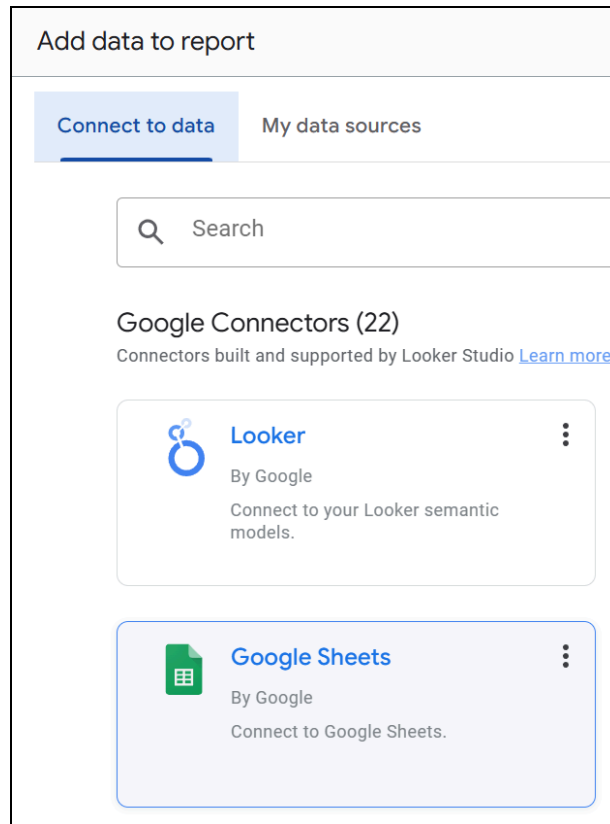 Add data to report
Connect to data
My data sources
Search
Google Connectors (22)
Connectors built and supported by Looker Studio Learn more
Looker
By Google
Connect to your Looker semantic
models.
Google Sheets
By Google
Connect to Google Sheets.